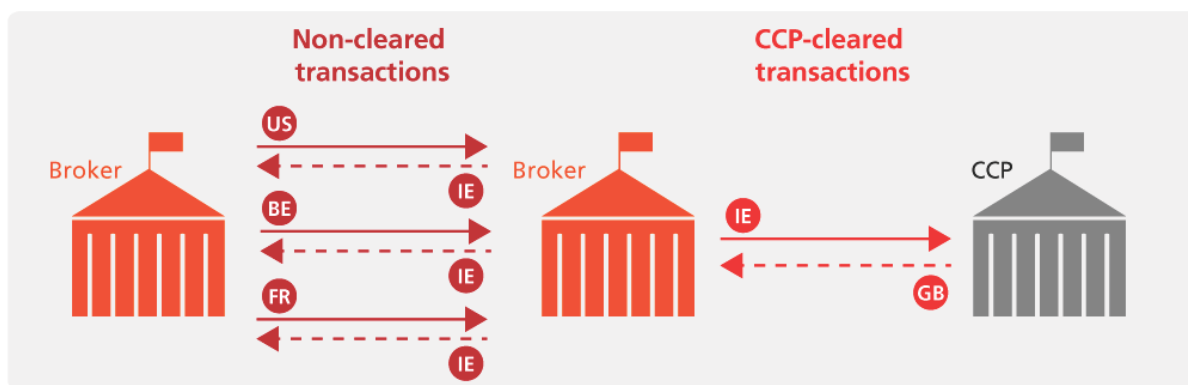 Non-cleared
transactions
CCP-cleared
transactions
US
Broker
Broker
CCP
IE
BE
IE
IE
FR
GB
IE